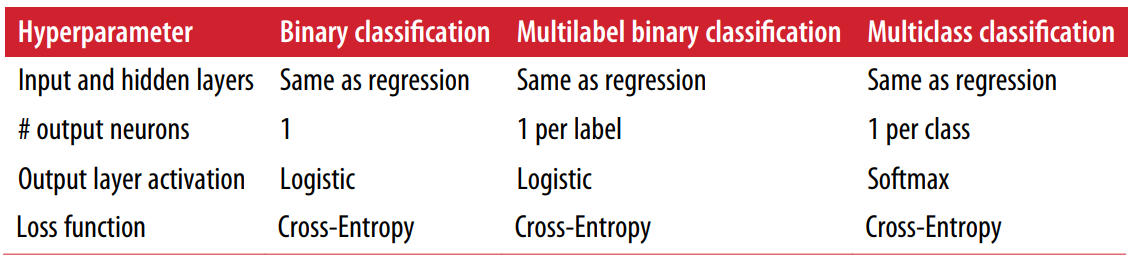 Hyperparameter Binary classification Multilabel binary classification Multiclass classification
Input and hidden layers Same as regression Same as regression Same as regression
# output neurons 1 1 per label 1 per class
Output layer activation Logistic Logistic Softmax
Loss function Cross-Entropy Cross-Entropy Cross-Entropy